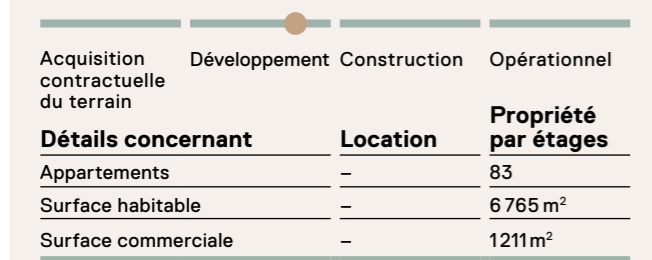 Acquisition
contractuelle
du terrain
Développement
Construction
Opérationnel
Détails concernant Location Propriété
par étages
Appartements – 83
Surface habitable – 6 765 m²
Surface commerciale – 1 211 m²